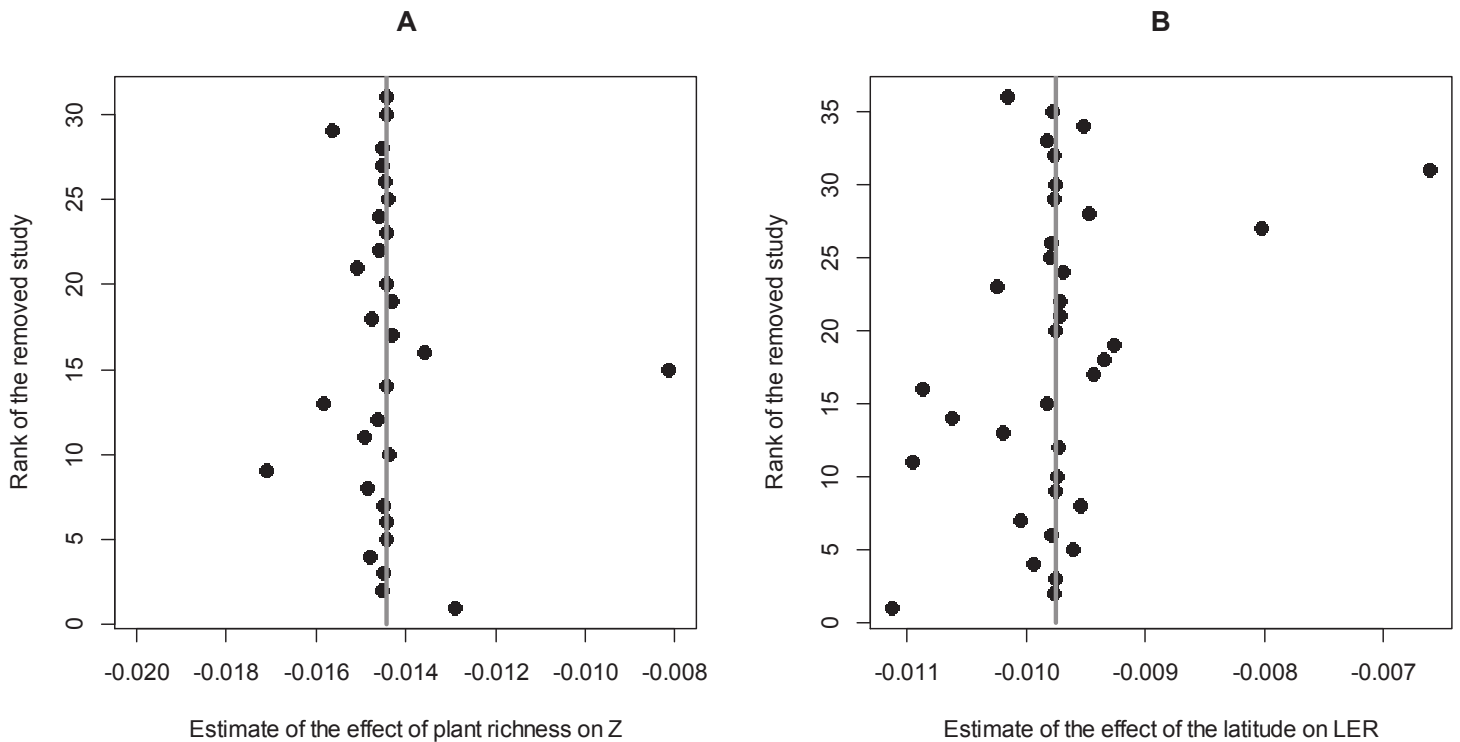 A
Rank of the removed study
30
25
20
15
10
5
0
-0.020 -0.018 -0.016 -0.014 -0.012 -0.010 -0.008
Estimate of the effect of plant richness on Z
B
Rank of the removed study
35
30
25
20
15
10
5
0
-0.011 -0.010 -0.009 -0.008 -0.007
Estimate of the effect of the latitude on LER